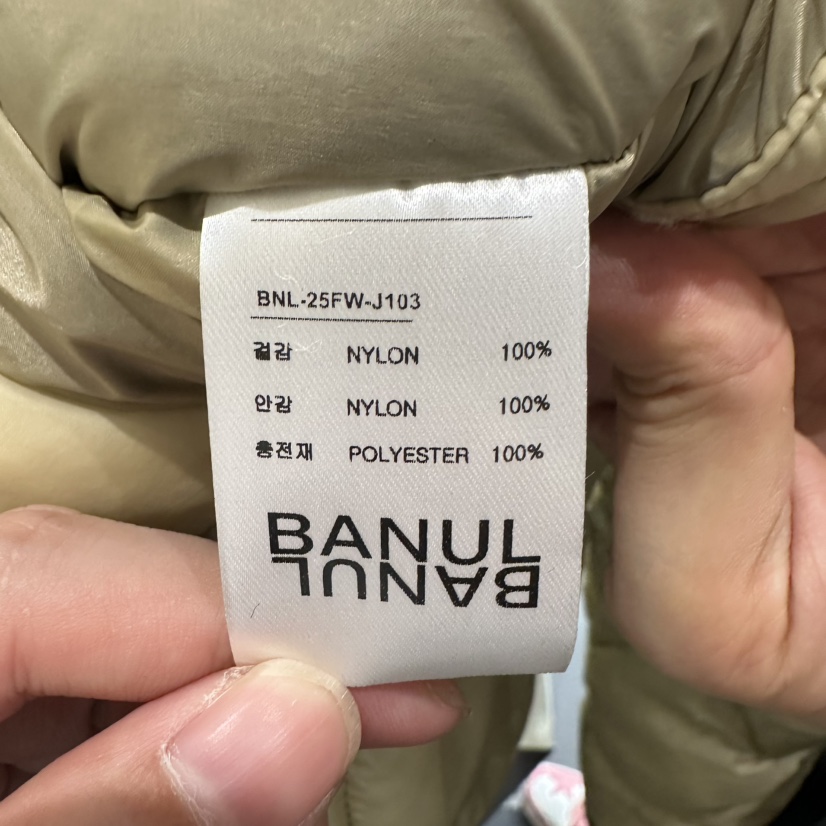 BNL-25FW-J103
겉감 NYLON 100%
안감 NYLON 100%
충전재 POLYESTER 100%
BANUL
BANUL